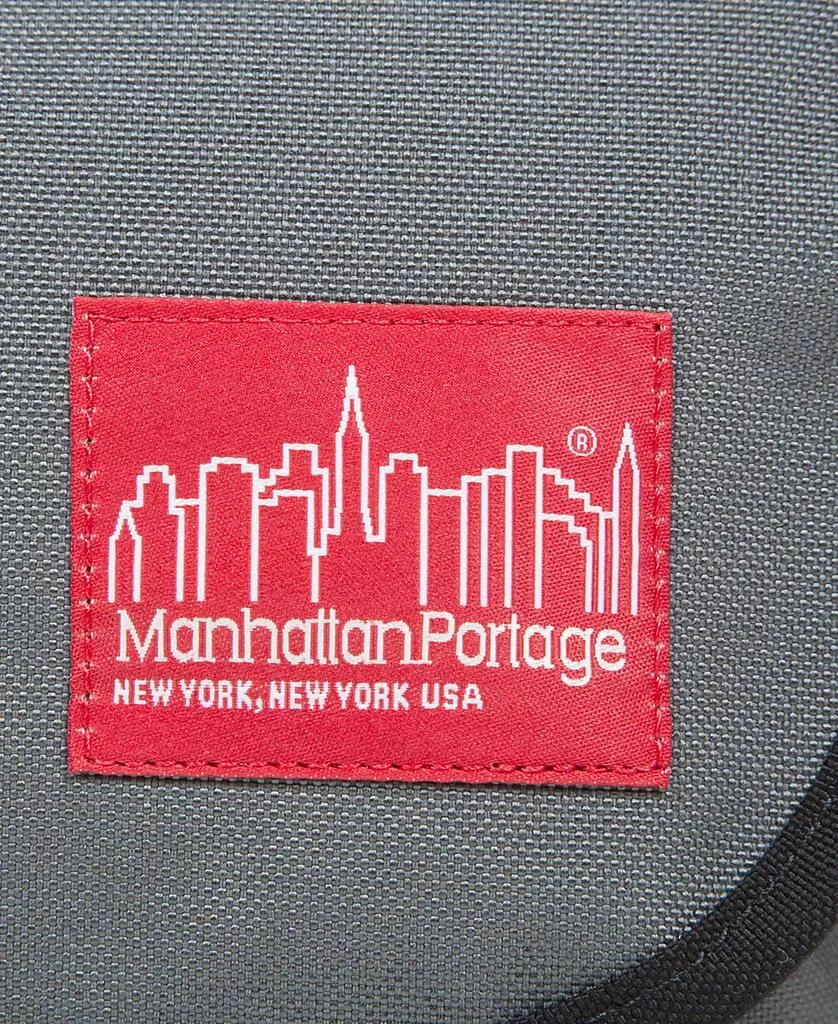 ®
ManhattanPortage
NEW YORK, NEW YORK USA